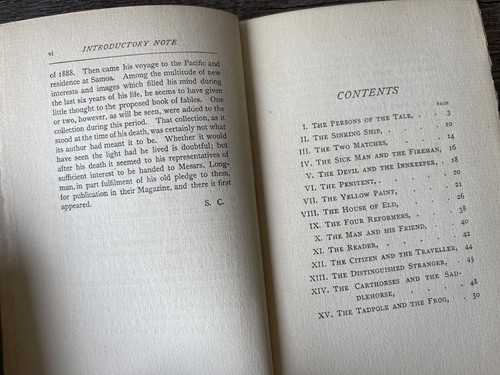 vi
INTRODUCTORY NOTE
of 1888. Then came his voyage to the Pacific and
residence at Samoa. Among the multitude of new
interests and images which filled his mind during
the last six years of his life, he seems to have given
little thought to the proposed book of fables. One
or two, however, as will be seen, were added to the
collection during this period. That collection, as it
stood at the time of his death, was certainly not what
its author had meant it to be. Whether it would
have seen the light had he lived is doubtful; but
after his death it seemed to his representatives of
sufficient interest to be handed to Messrs. Long-
man, in part fulfilment of his old pledge to them,
for publication in their Magazine, and there it first
appeared. S. C.
CONTENTS
PAGE
I. THE PERSONS OF THE TALE, . . 3
II. THE SINKING SHIP, . . . 10
III. THE TWO MATCHES, . . . 14
IV. THE SICK MAN AND THE FIREMAN, 16
V. THE DEVIL AND THE INNKEEPER, . 18
VI. THE PENITENT, . . . . 20
VII. THE YELLOW PAINT, . . . 21
VIII. THE HOUSE OF ELD, . . . 26
IX. THE FOUR REFORMERS, . . . 38
X. THE MAN AND HIS FRIEND, . . 40
XI. THE READER, . . . . 42
XII. THE CITIZEN AND THE TRAVELLER, 44
XIII. THE DISTINGUISHED STRANGER, . 45
XIV. THE CARTHORSES AND THE SAD-
DLEHORSE, . . . . 48
XV. THE TADPOLE AND THE FROG, . 50